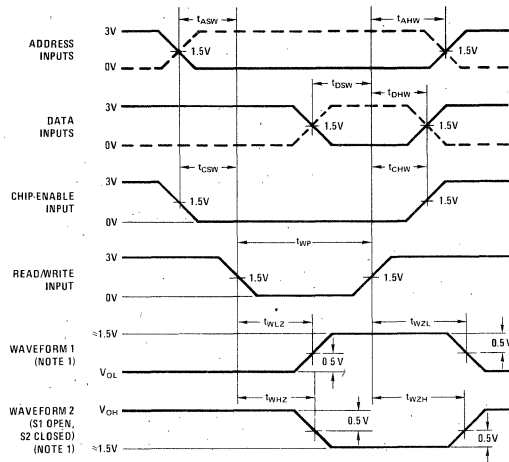 tASW
tAHW
ADDRESS
INPUTS
3V
0V
1.5V
1.5V
tDSW
tDHW
DATA
INPUTS
3V
0V
1.5V
1.5V
tCSW
tCHW
CHIP-ENABLE
INPUT
3V
0V
1.5V
1.5V
tWP
READ/WRITE
INPUT
3V
0V
1.5V
1.5V
tWLZ
tWZL
WAVEFORM 1
(NOTE 1)
≈1.5V
VOL
0.5 V
0.5V
tWHZ
tWZH
WAVEFORM 2
(S1 OPEN,
S2 CLOSED)
(NOTE 1)
VOH
≈1.5V
0.5V
0.5V